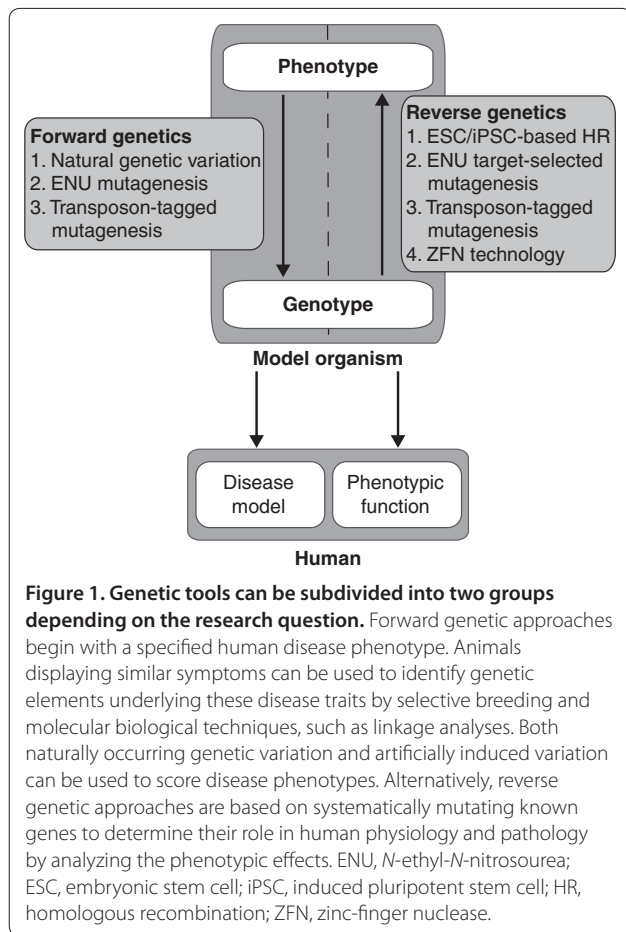 Phenotype
Forward genetics
1. Natural genetic variation
2. ENU mutagenesis
3. Transposon-tagged
mutagenesis
Reverse genetics
1. ESC/iPSC-based HR
2. ENU target-selected
mutagenesis
3. Transposon-tagged
mutagenesis
4. ZFN technology
Genotype
Model organism
Disease
model
Phenotypic
function
Human
Figure 1. Genetic tools can be subdivided into two groups
depending on the research question. Forward genetic approaches
begin with a specified human disease phenotype. Animals
displaying similar symptoms can be used to identify genetic
elements underlying these disease traits by selective breeding and
molecular biological techniques, such as linkage analyses. Both
naturally occurring genetic variation and artificially induced variation
can be used to score disease phenotypes. Alternatively, reverse
genetic approaches are based on systematically mutating known
genes to determine their role in human physiology and pathology
by analyzing the phenotypic effects. ENU, N-ethyl-N-nitrosourea;
ESC, embryonic stem cell; iPSC, induced pluripotent stem cell; HR,
homologous recombination; ZFN, zinc-finger nuclease.